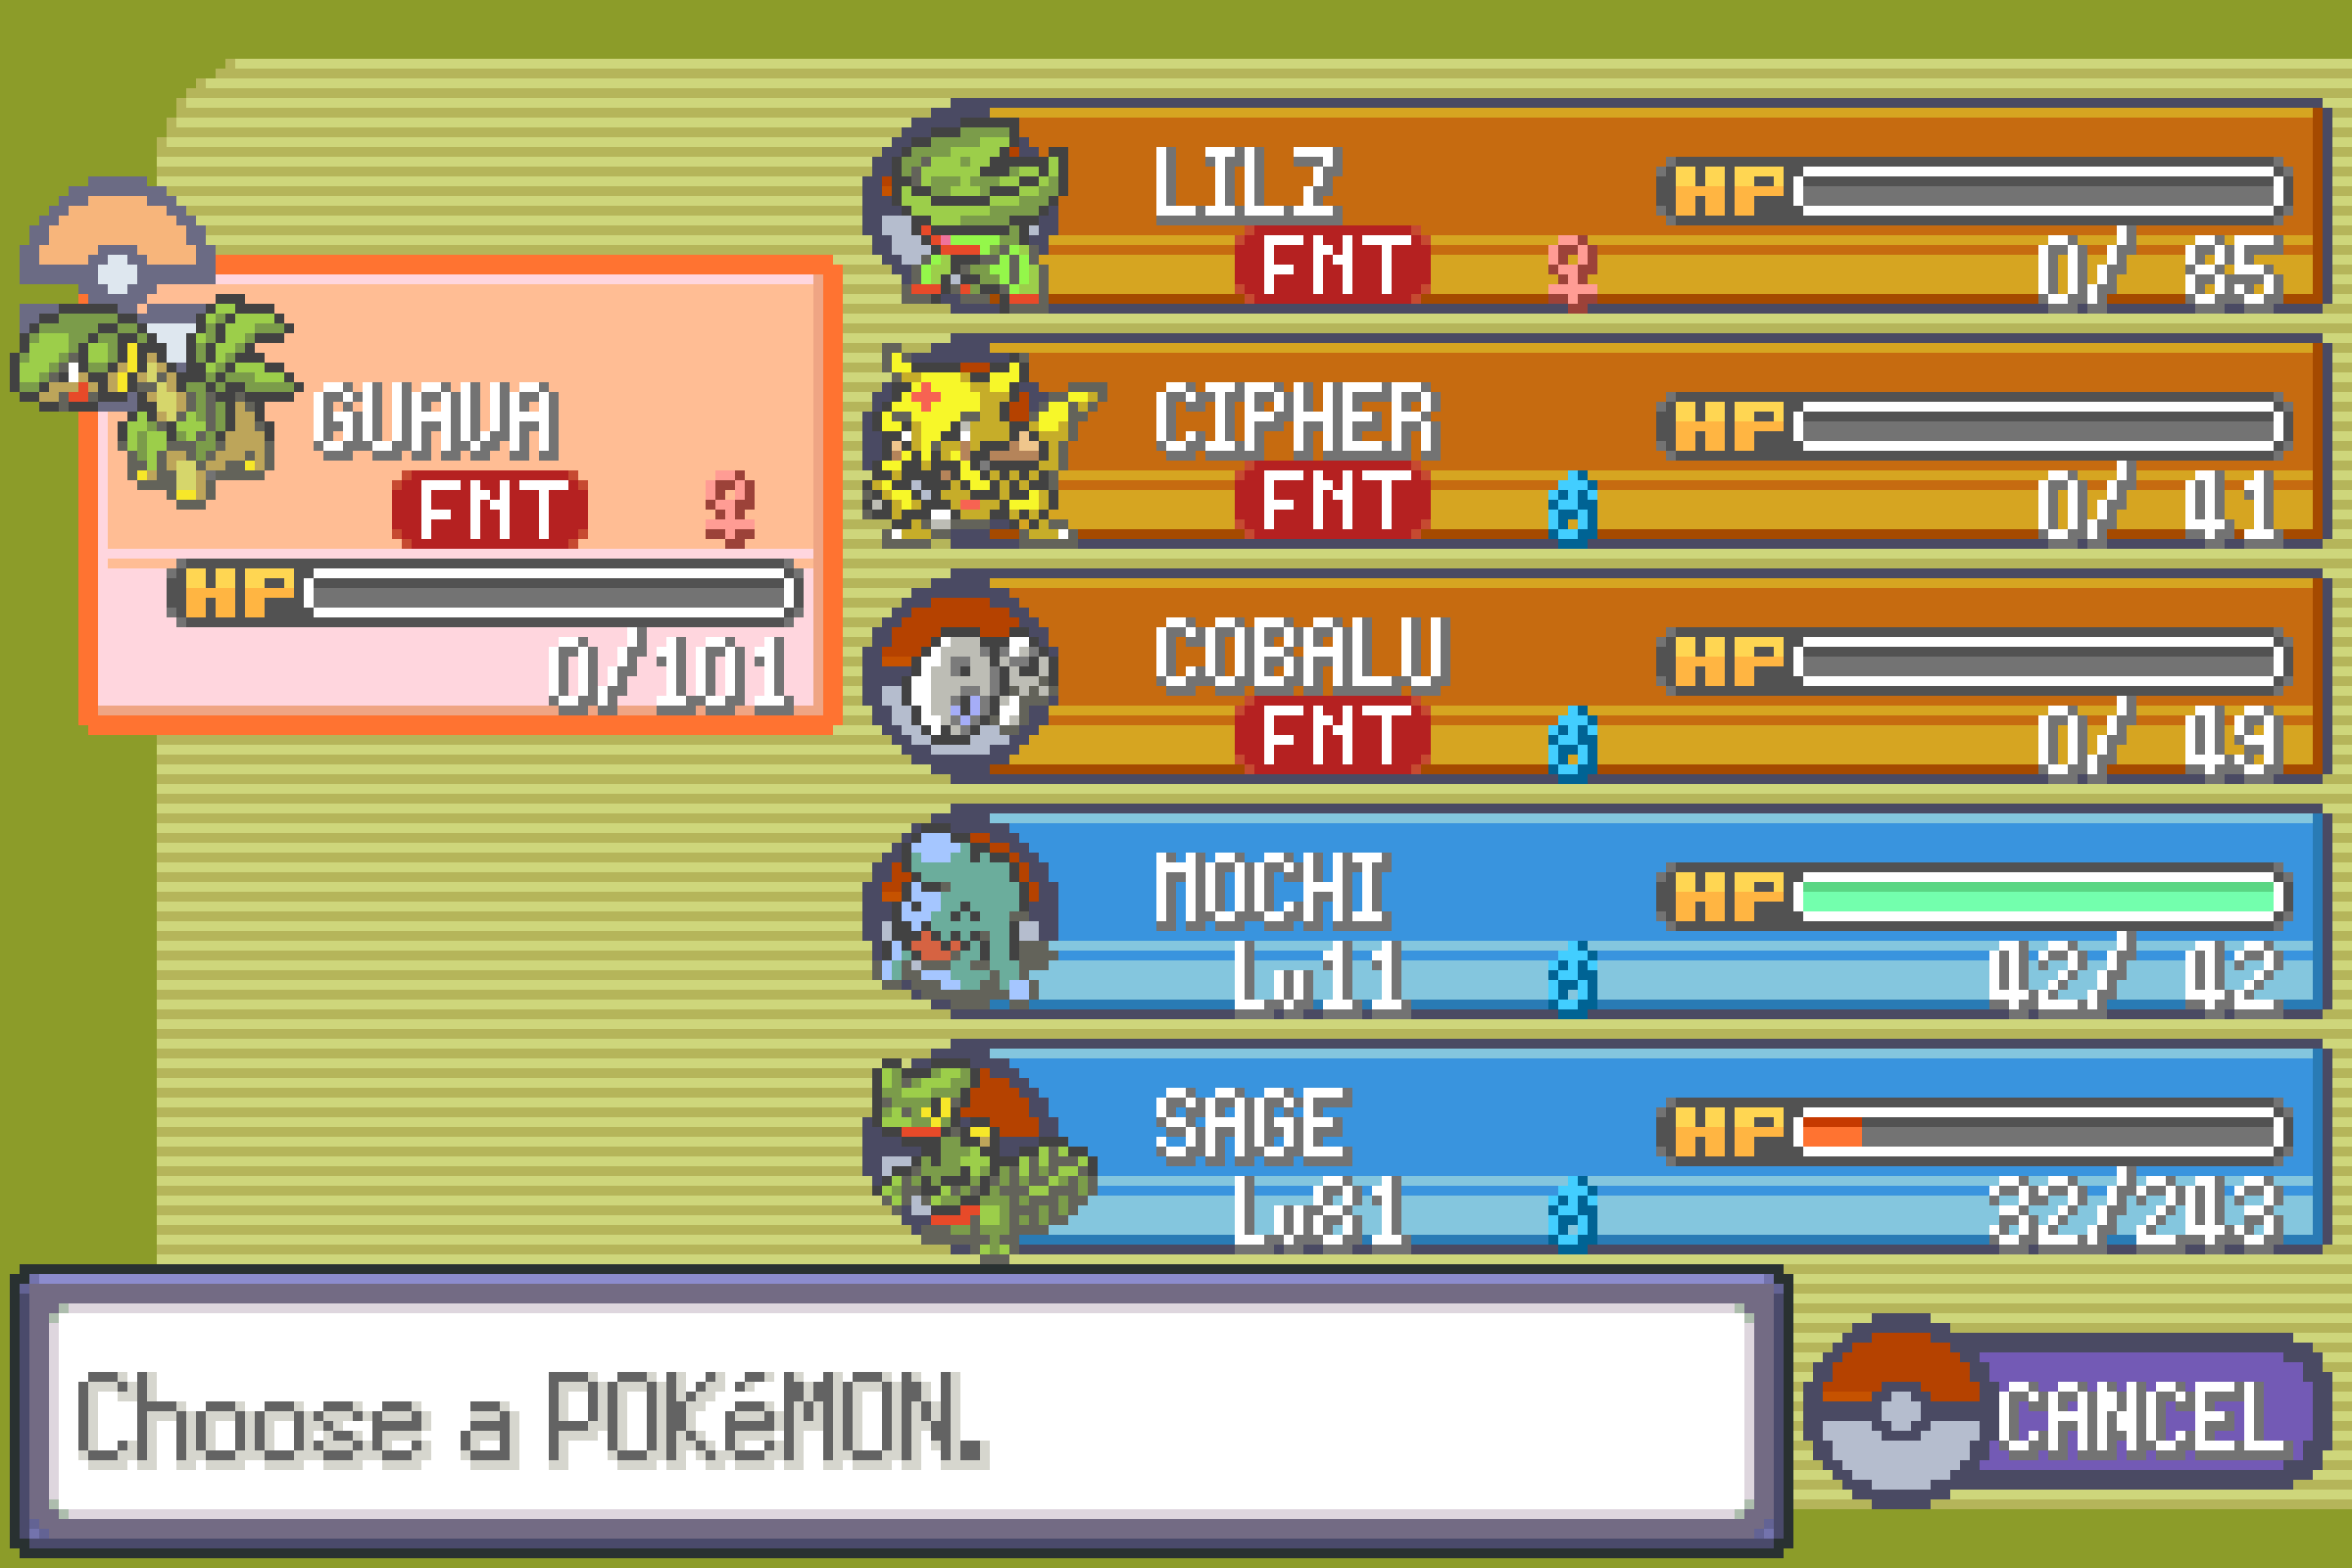 GUAVA
FNT ♀
HP
0/101
LILZ HP
FNT ♀ 0/ 85
CIPHER HP
FNT ♂ 0/ 41
COBALU HP
FNT ♂ 0/ 49
MOCHI HP
Lv11 ♂ 42/ 42
SAGE HP
Lv81 ♂ 32/243
Choose a POKéMON.
CANCEL